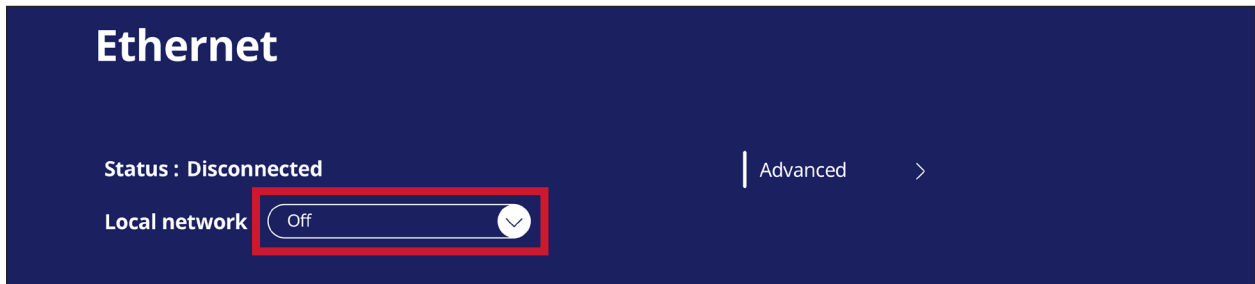 Ethernet
Status : Disconnected
Advanced
Local network
Off